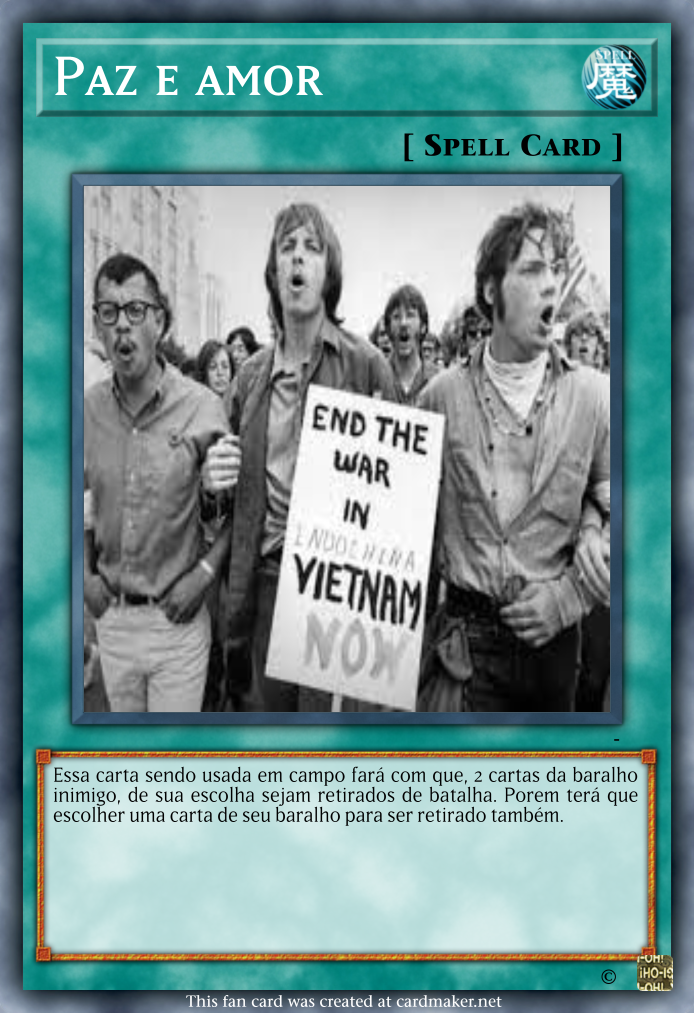 Paz e amor
SPELL
魔
[ Spell Card ]
END THE
WAR
IN
INDOCHINA
VIETNAM
NOW
-
Essa carta sendo usada em campo fará com que, 2 cartas da baralho
inimigo, de sua escolha sejam retirados de batalha. Porem terá que
escolher uma carta de seu baralho para ser retirado também.
©
This fan card was created at cardmaker.net